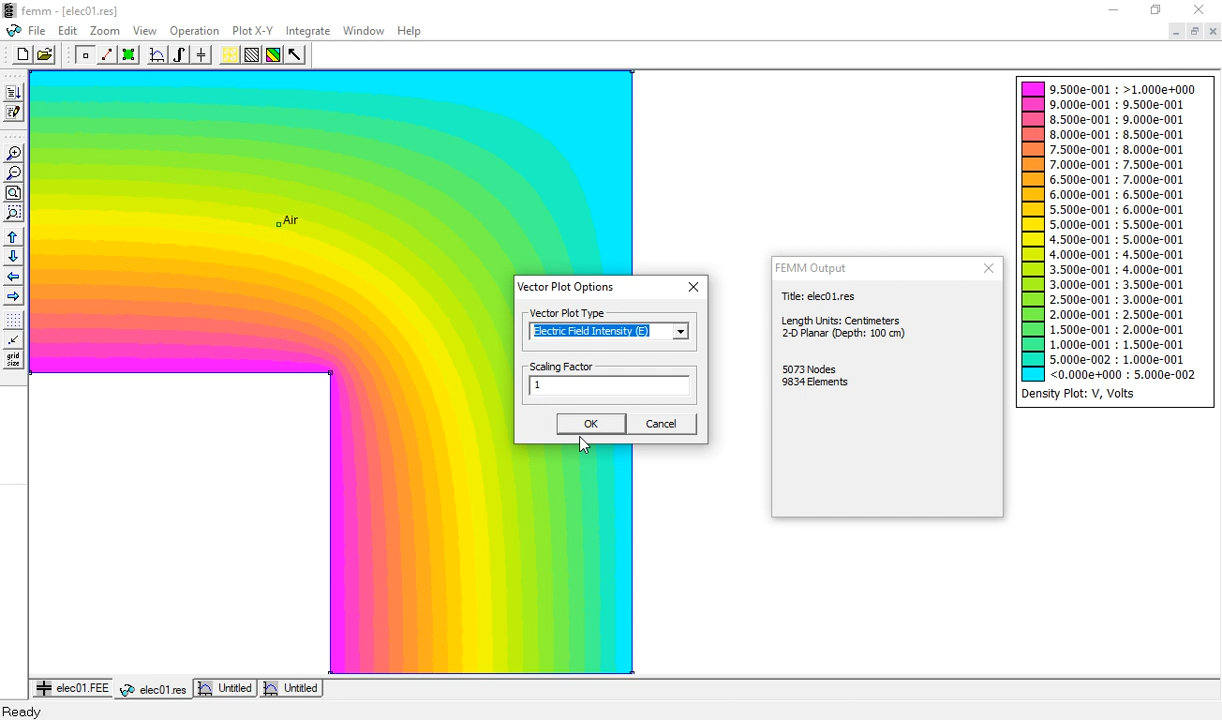 femm - [elec01.res]
File Edit Zoom View Operation Plot X-Y Integrate Window Help
Air
9.500e-001 : >1.000e+000
9.000e-001 : 9.500e-001
8.500e-001 : 9.000e-001
8.000e-001 : 8.500e-001
7.500e-001 : 8.000e-001
7.000e-001 : 7.500e-001
6.500e-001 : 7.000e-001
6.000e-001 : 6.500e-001
5.500e-001 : 6.000e-001
5.000e-001 : 5.500e-001
4.500e-001 : 5.000e-001
4.000e-001 : 4.500e-001
3.500e-001 : 4.000e-001
3.000e-001 : 3.500e-001
2.500e-001 : 3.000e-001
2.000e-001 : 2.500e-001
1.500e-001 : 2.000e-001
1.000e-001 : 1.500e-001
5.000e-002 : 1.000e-001
<0.000e+000 : 5.000e-002
Density Plot: V, Volts
Vector Plot Options
Vector Plot Type
Electric Field Intensity (E)
Scaling Factor
1
OK Cancel
FEMM Output
Title: elec01.res
Length Units: Centimeters
2-D Planar (Depth: 100 cm)
5073 Nodes
9834 Elements
grid
size
elec01.FEE elec01.res Untitled Untitled
Ready